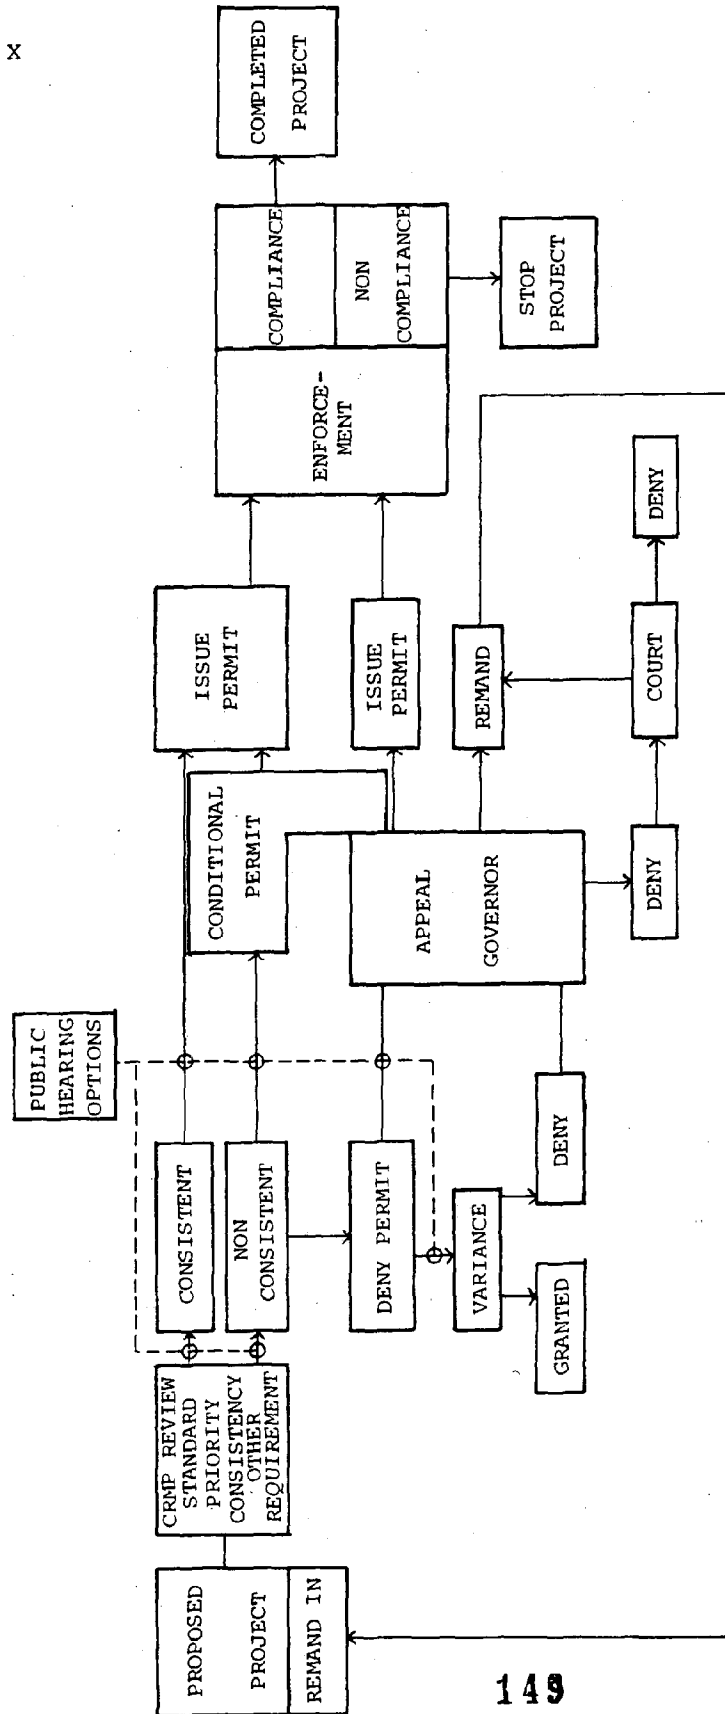 X
PROPOSED
PROJECT
REMAND IN
CRMP REVIEW
STANDARD
PRIORITY
CONSISTENCY
OTHER
REQUIREMENT
PUBLIC
HEARING
OPTIONS
CONSISTENT
NON
CONSISTENT
DENY PERMIT
VARIANCE
GRANTED
DENY
CONDITIONAL
PERMIT
APPEAL
GOVERNOR
ISSUE
PERMIT
ISSUE
PERMIT
REMAND
DENY
COURT
DENY
ENFORCE-
MENT
COMPLIANCE
NON
COMPLIANCE
STOP
PROJECT
COMPLETED
PROJECT